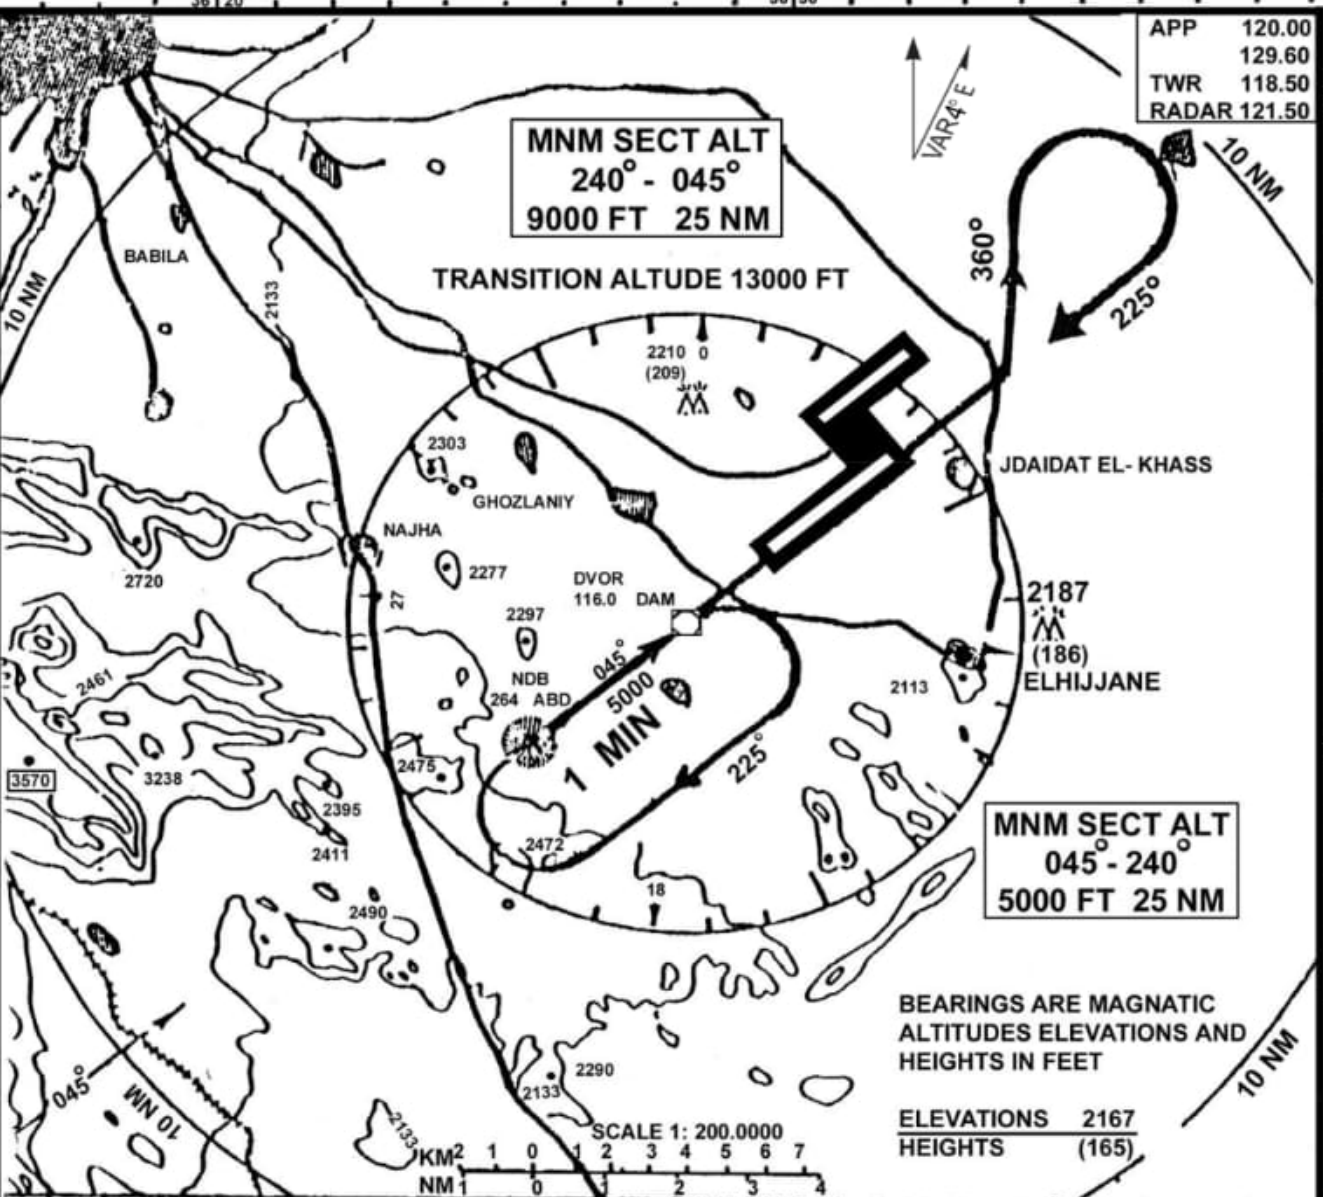 36 20
APP 120.00
129.60
TWR 118.50
RADAR 121.50
VAR4° E
10 NM
MNM SECT ALT
240° - 045°
9000 FT 25 NM
360°
225°
BABILA
10 NM
2133
TRANSITION ALTUDE 13000 FT
2210 0
(209)
2303
GHOZLANIY
JDAIDAT EL- KHASS
NAJHA
2720
2277
27
DVOR
116.0 DAM
2187
(186)
2297
045°
5000
NDB
264 ABD
1 MIN
2113
ELHIJJANE
2461
225°
3570
3238
2475
2395
2411
2472
MNM SECT ALT
045° - 240°
5000 FT 25 NM
18
2490
BEARINGS ARE MAGNATIC
ALTITUDES ELEVATIONS AND
HEIGHTS IN FEET
10 NM
045°
10 NM
2290
2133
2133
ELEVATIONS 2167
HEIGHTS (165)
SCALE 1: 200.0000
KM 2 1 0 1 2 3 4 5 6 7
NM 1 0 1 2 3 4